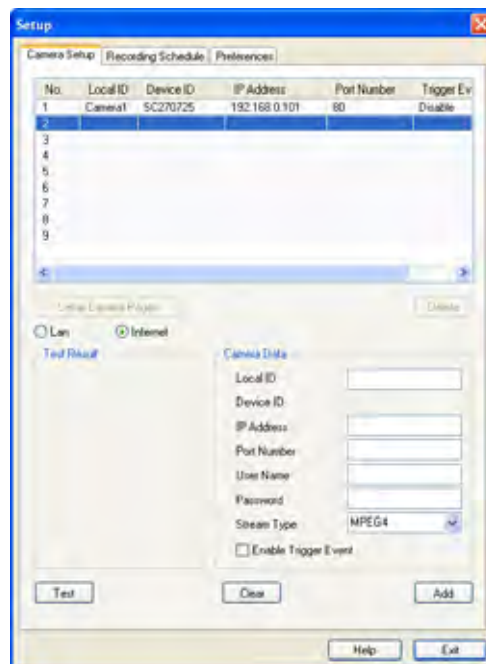 Setup
Camera Setup Recording Schedule Preferences
No. Local ID Device ID IP Address Port Number Trigger Ev
1 Camera1 SC270725 192.168.0.101 80 Disable
2
3
4
5
6
7
8
9
Setup Camera Pages Delete
Lan Internet
Test Result Camera Data
Local ID
Device ID
IP Address
Port Number
User Name
Password
Stream Type MPEG4
Enable Trigger Event
Test Clear Add
Help Exit